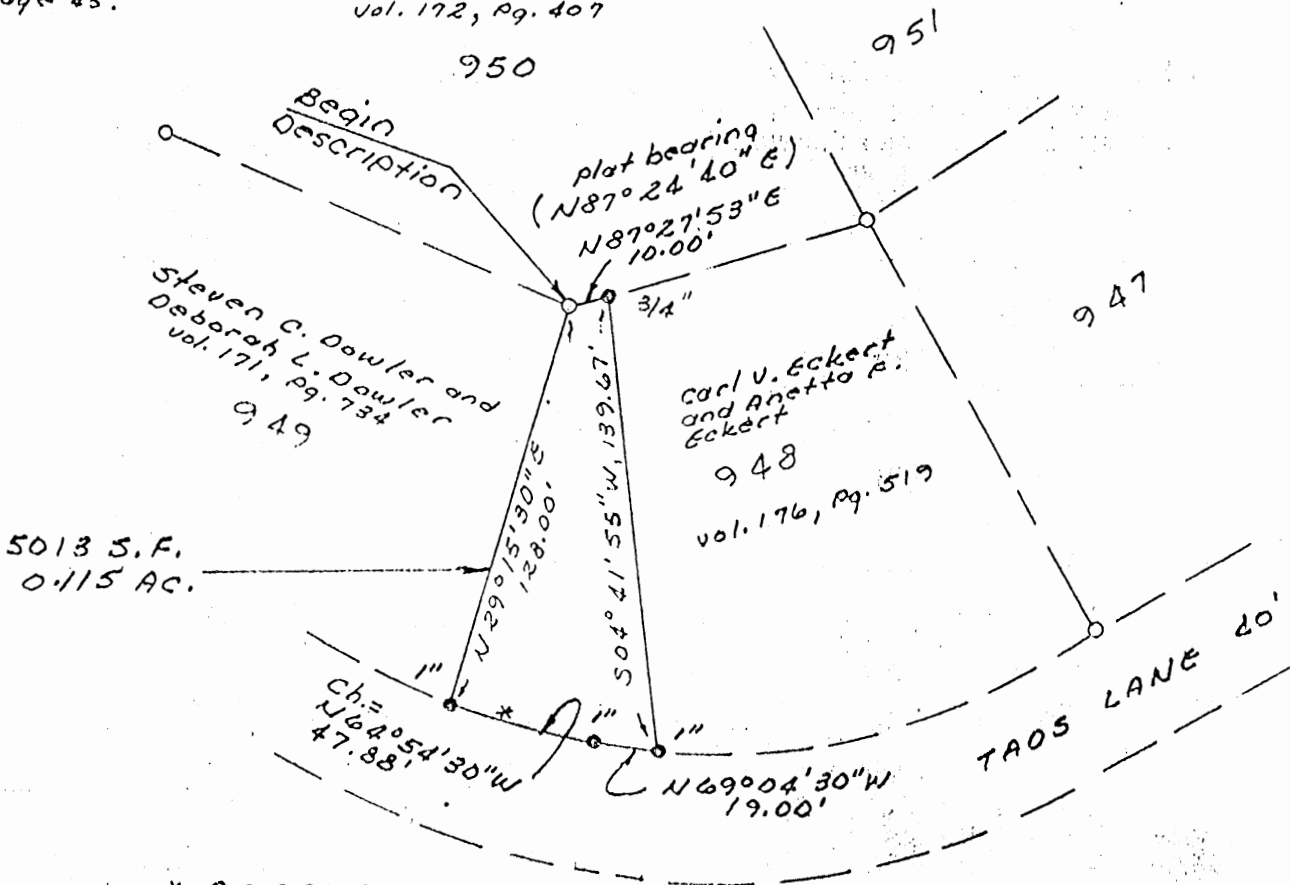 vol. 172, pg. 407
950
951
Begin
Description
plat bearing
(N87°24'40"E)
N87°27'53"E
10.00'
3/4"
947
Steven C. Dowler and
Deborah L. Dowler
vol. 171, pg. 734
949
Carl V. Eckert
and Anetta F.
Eckert
948
vol. 176, pg. 519
N29°15'30"E
128.00'
S04°41'55"W, 139.67'
5013 S.F.
0.115 AC.
1"
*
1"
1"
Ch.=
N64°54'30"W
47.88'
N69°04'30"W
19.00'
TAOS LANE 40'
*